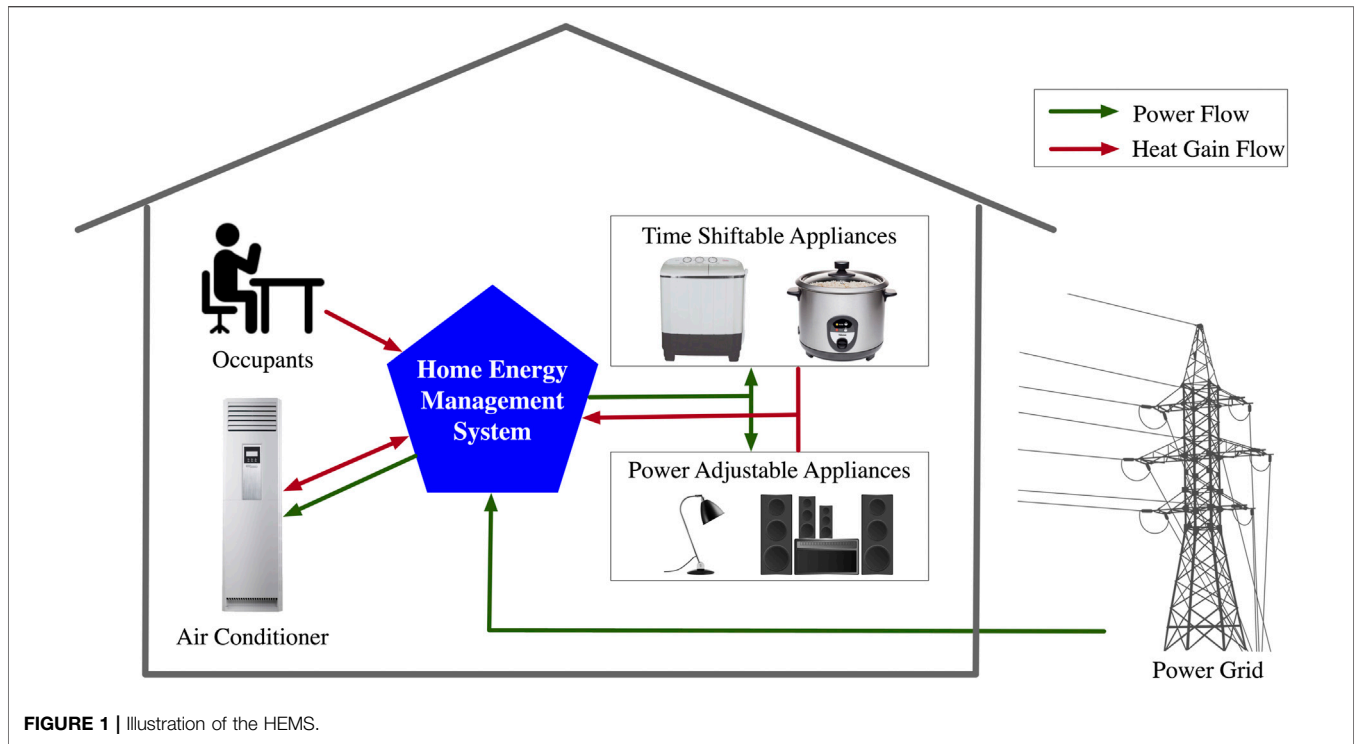 Power Flow
Heat Gain Flow
Time Shiftable Appliances
Occupants
Home Energy
Management
System
Power Adjustable Appliances
Air Conditioner
Power Grid
FIGURE 1 | Illustration of the HEMS.